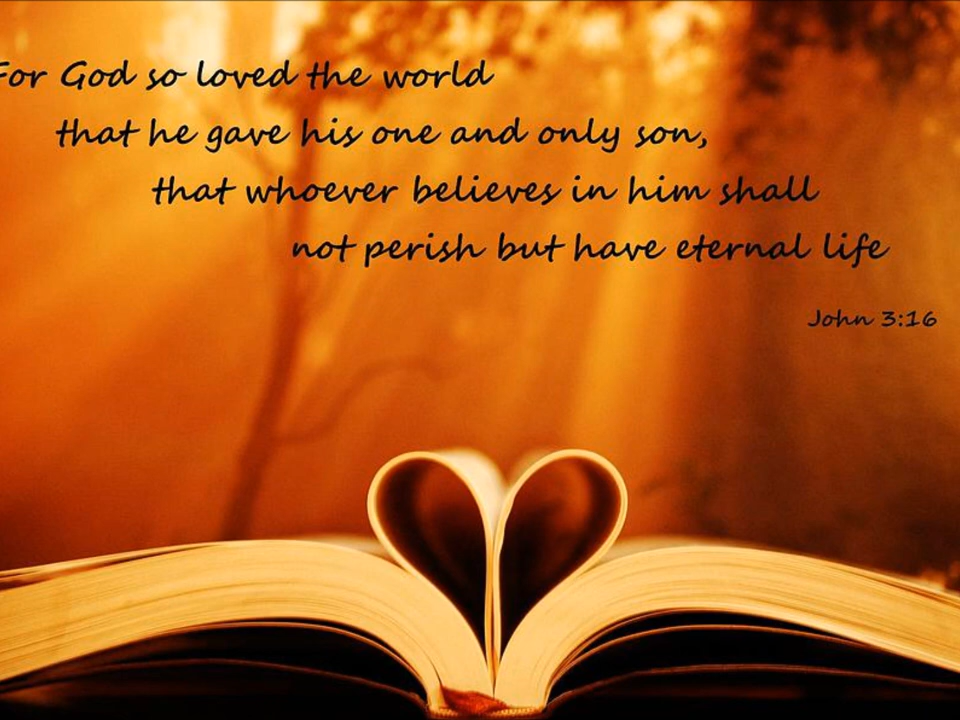 For God so loved the world
that he gave his one and only son,
that whoever believes in him shall
not perish but have eternal life
John 3:16